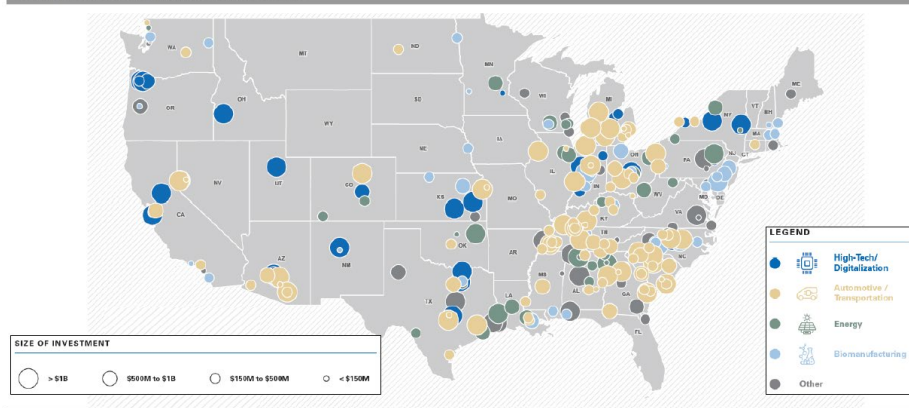 WA
MT
ND
MN
OR
OH
WY
SD
WI
MI
ME
VT
NH
NY
MA
CT
NV
UT
CO
NE
IA
IL
IN
OH
PA
NJ
CA
KS
MO
KY
WV
VA
MD
DE
AZ
NM
OK
AR
TN
NC
TX
LA
MS
AL
GA
FL
LEGEND
High-Tech/
Digitalization
Automotive /
Transportation
Energy
Biomanufacturing
Other
SIZE OF INVESTMENT
> $1B
$500M to $1B
$150M to $500M
< $150M